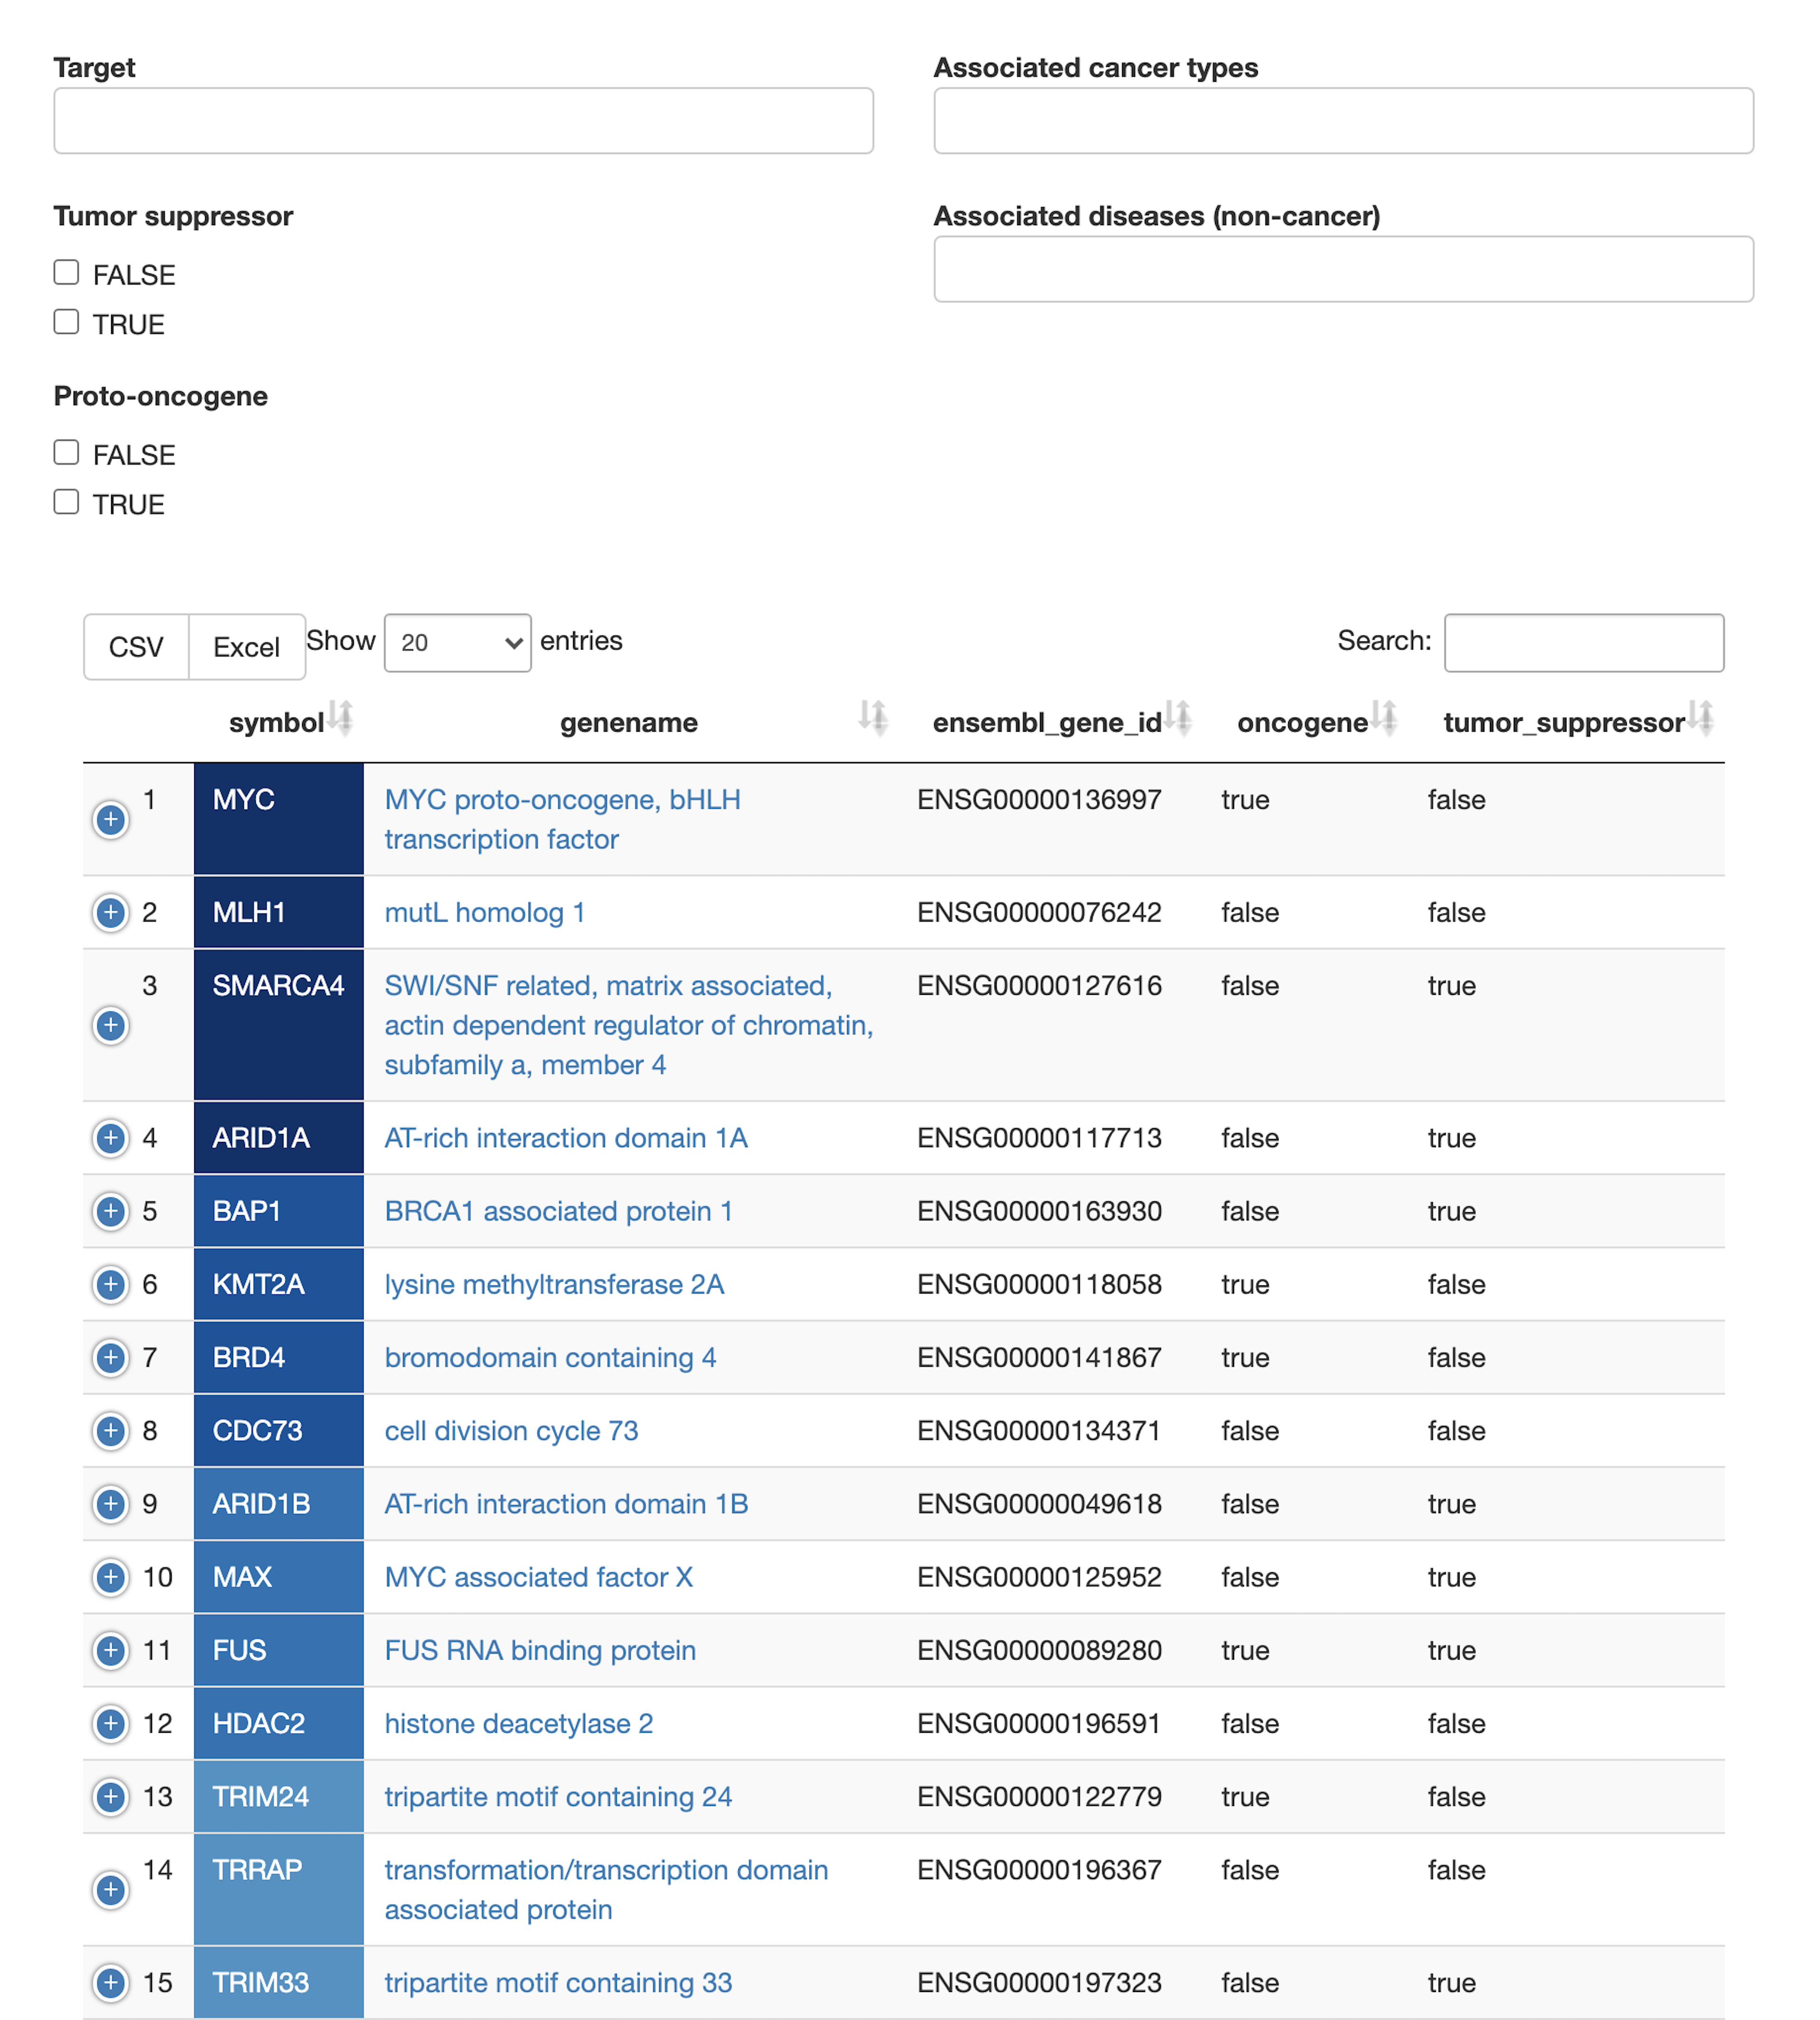 Target
Associated cancer types
Tumor suppressor
Associated diseases (non-cancer)
FALSE
TRUE
Proto-oncogene
FALSE
TRUE
CSV Excel Show 20 entries Search:
symbol genename ensembl_gene_id oncogene tumor_suppressor
1 MYC MYC proto-oncogene, bHLH ENSG00000136997 true false
transcription factor
2 MLH1 mutL homolog 1 ENSG00000076242 false false
3 SMARCA4 SWI/SNF related, matrix associated, ENSG00000127616 false true
actin dependent regulator of chromatin,
subfamily a, member 4
4 ARID1A AT-rich interaction domain 1A ENSG00000117713 false true
5 BAP1 BRCA1 associated protein 1 ENSG00000163930 false true
6 KMT2A lysine methyltransferase 2A ENSG00000118058 true false
7 BRD4 bromodomain containing 4 ENSG00000141867 true false
8 CDC73 cell division cycle 73 ENSG00000134371 false false
9 ARID1B AT-rich interaction domain 1B ENSG00000049618 false true
10 MAX MYC associated factor X ENSG00000125952 false true
11 FUS FUS RNA binding protein ENSG00000089280 true true
12 HDAC2 histone deacetylase 2 ENSG00000196591 false false
13 TRIM24 tripartite motif containing 24 ENSG00000122779 true false
14 TRRAP transformation/transcription domain ENSG00000196367 false false
associated protein
15 TRIM33 tripartite motif containing 33 ENSG00000197323 false true